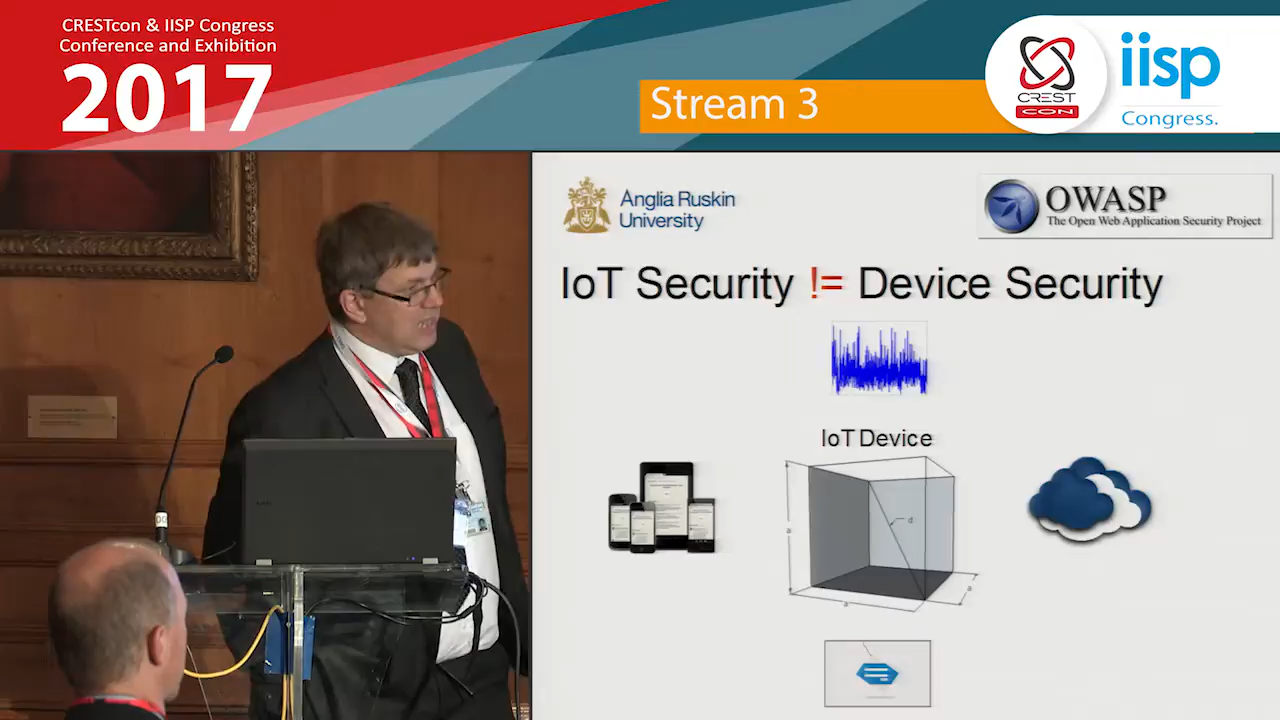 CRESTcon & IISP Congress
Conference and Exhibition
2017
Stream 3
CREST
CON
iisp
Congress.
Anglia Ruskin
University
OWASP
The Open Web Application Security Project
IoT Security != Device Security
IoT Device
d
a
a
a